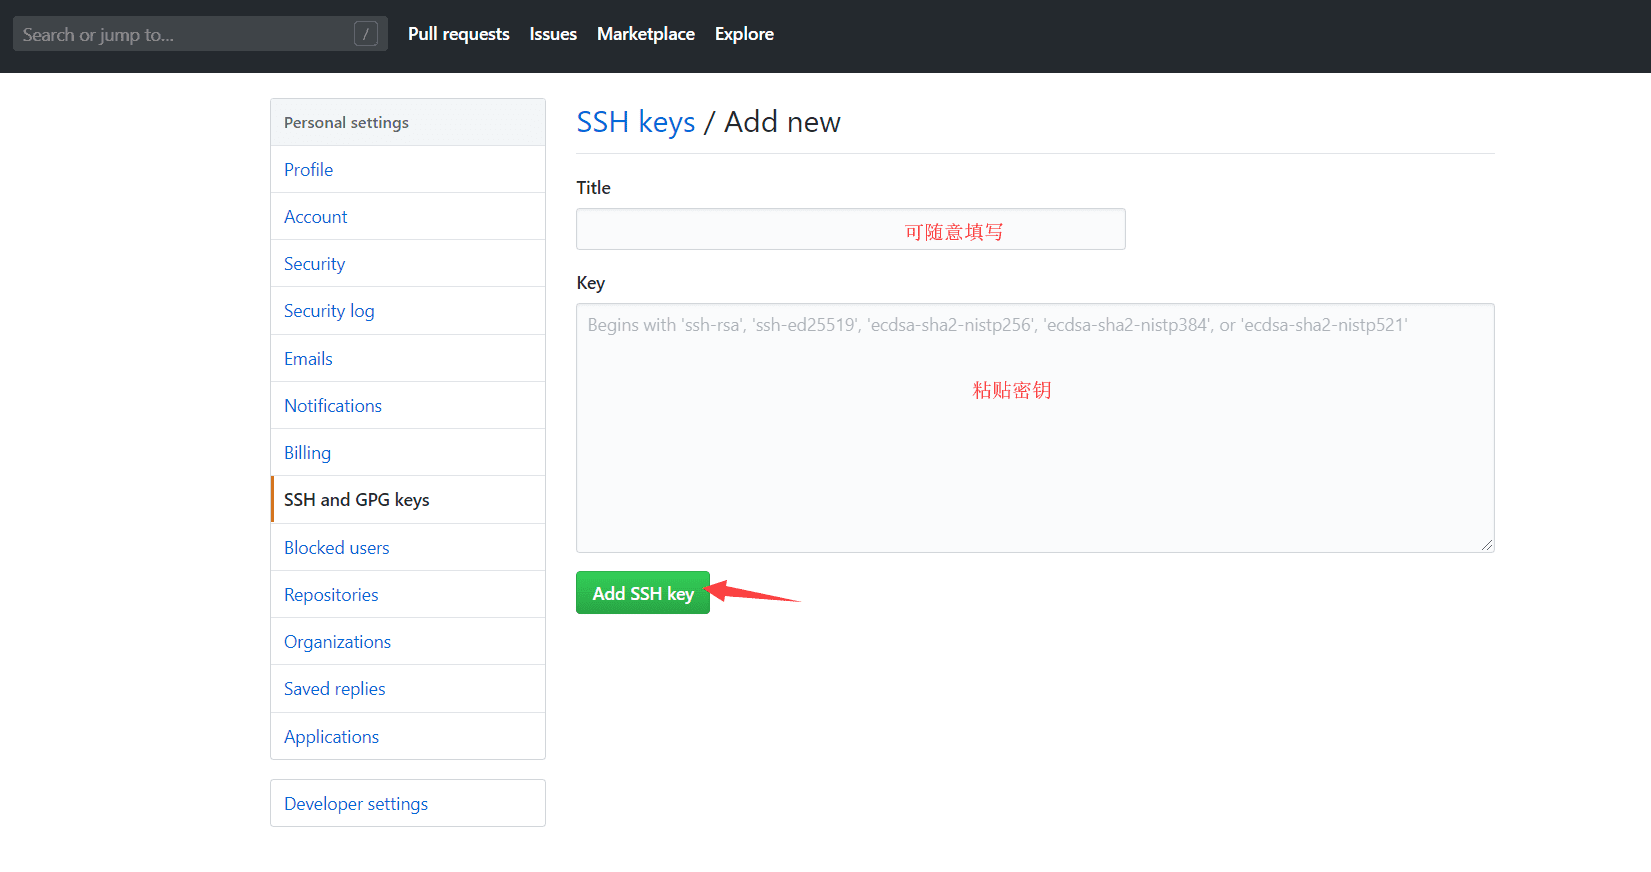 Search or jump to... /
Pull requests Issues Marketplace Explore
Personal settings
Profile
Account
Security
Security log
Emails
Notifications
Billing
SSH and GPG keys
Blocked users
Repositories
Organizations
Saved replies
Applications
Developer settings
SSH keys / Add new
Title
可随意填写
Key
Begins with 'ssh-rsa', 'ssh-ed25519', 'ecdsa-sha2-nistp256', 'ecdsa-sha2-nistp384', or 'ecdsa-sha2-nistp521'
粘贴密钥
Add SSH key